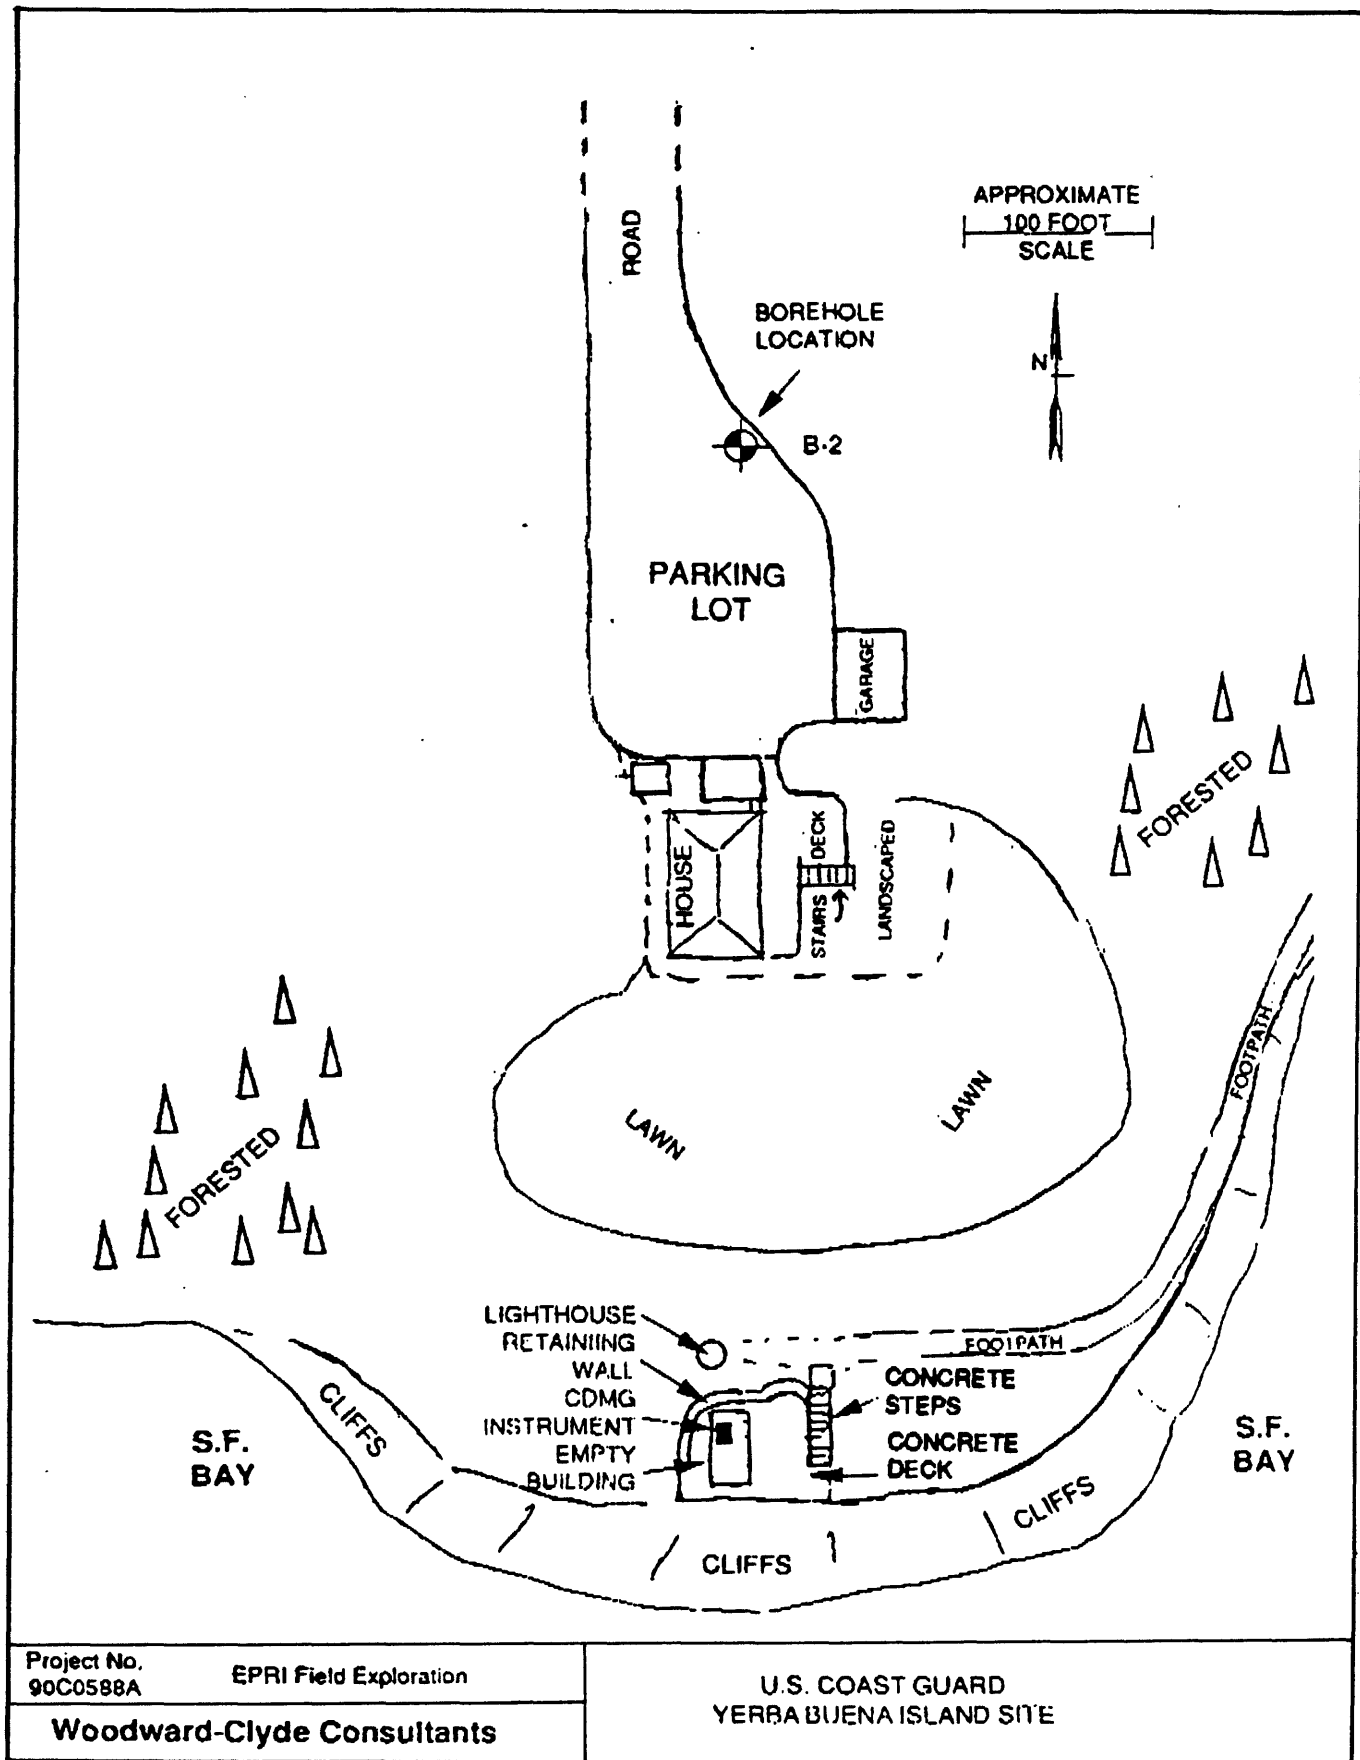 APPROXIMATE
100 FOOT
SCALE
ROAD
BOREHOLE
LOCATION
N
B-2
PARKING
LOT
GARAGE
FORESTED
HOUSE
DECK
STAIRS
LANDSCAPED
FOOTPATH
LAWN
LAWN
FORESTED
LIGHTHOUSE
RETAINIING
WALL
CDMG
INSTRUMENT
EMPTY
BUILDING
FOOTPATH
CONCRETE
STEPS
CONCRETE
DECK
CLIFFS
S.F.
BAY
S.F.
BAY
CLIFFS
CLIFFS
Project No.
90C0588A
EPRI Field Exploration
Woodward-Clyde Consultants
U.S. COAST GUARD
YERBA BUENA ISLAND SITE